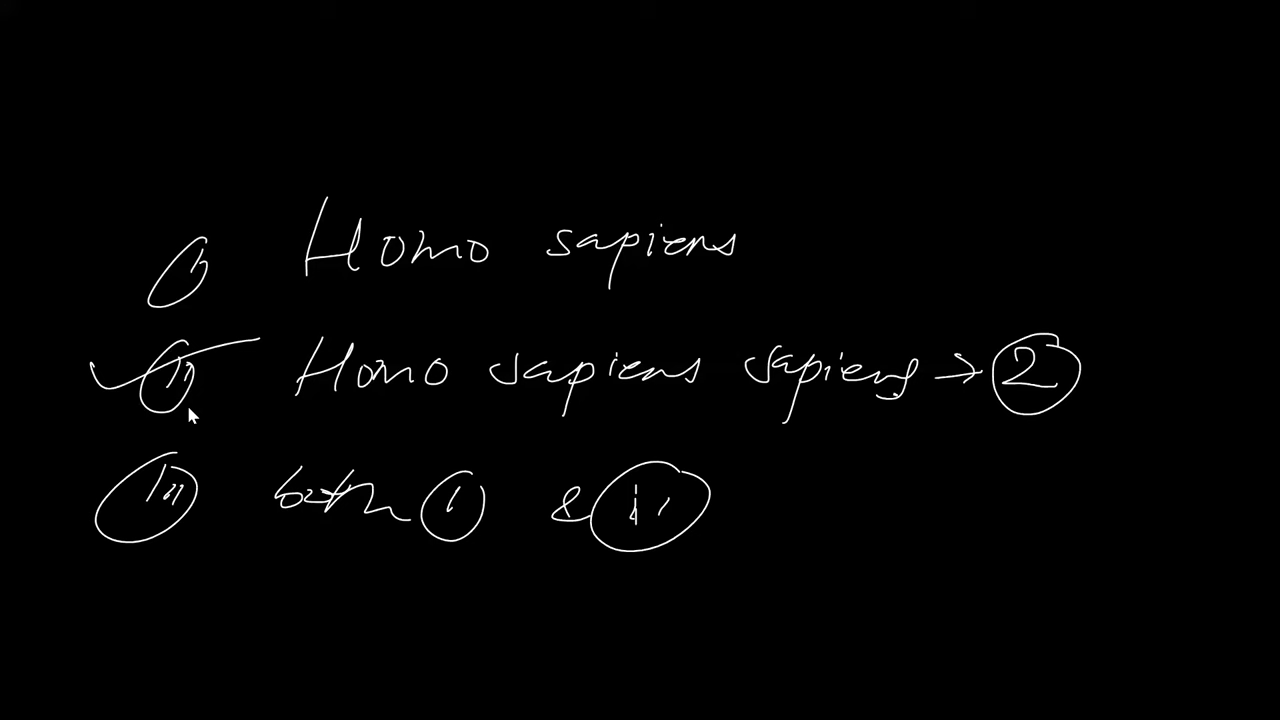 (i) Homo sapiens
(ii) Homo sapiens sapiens → (2)
(iii) both (i) & (ii)